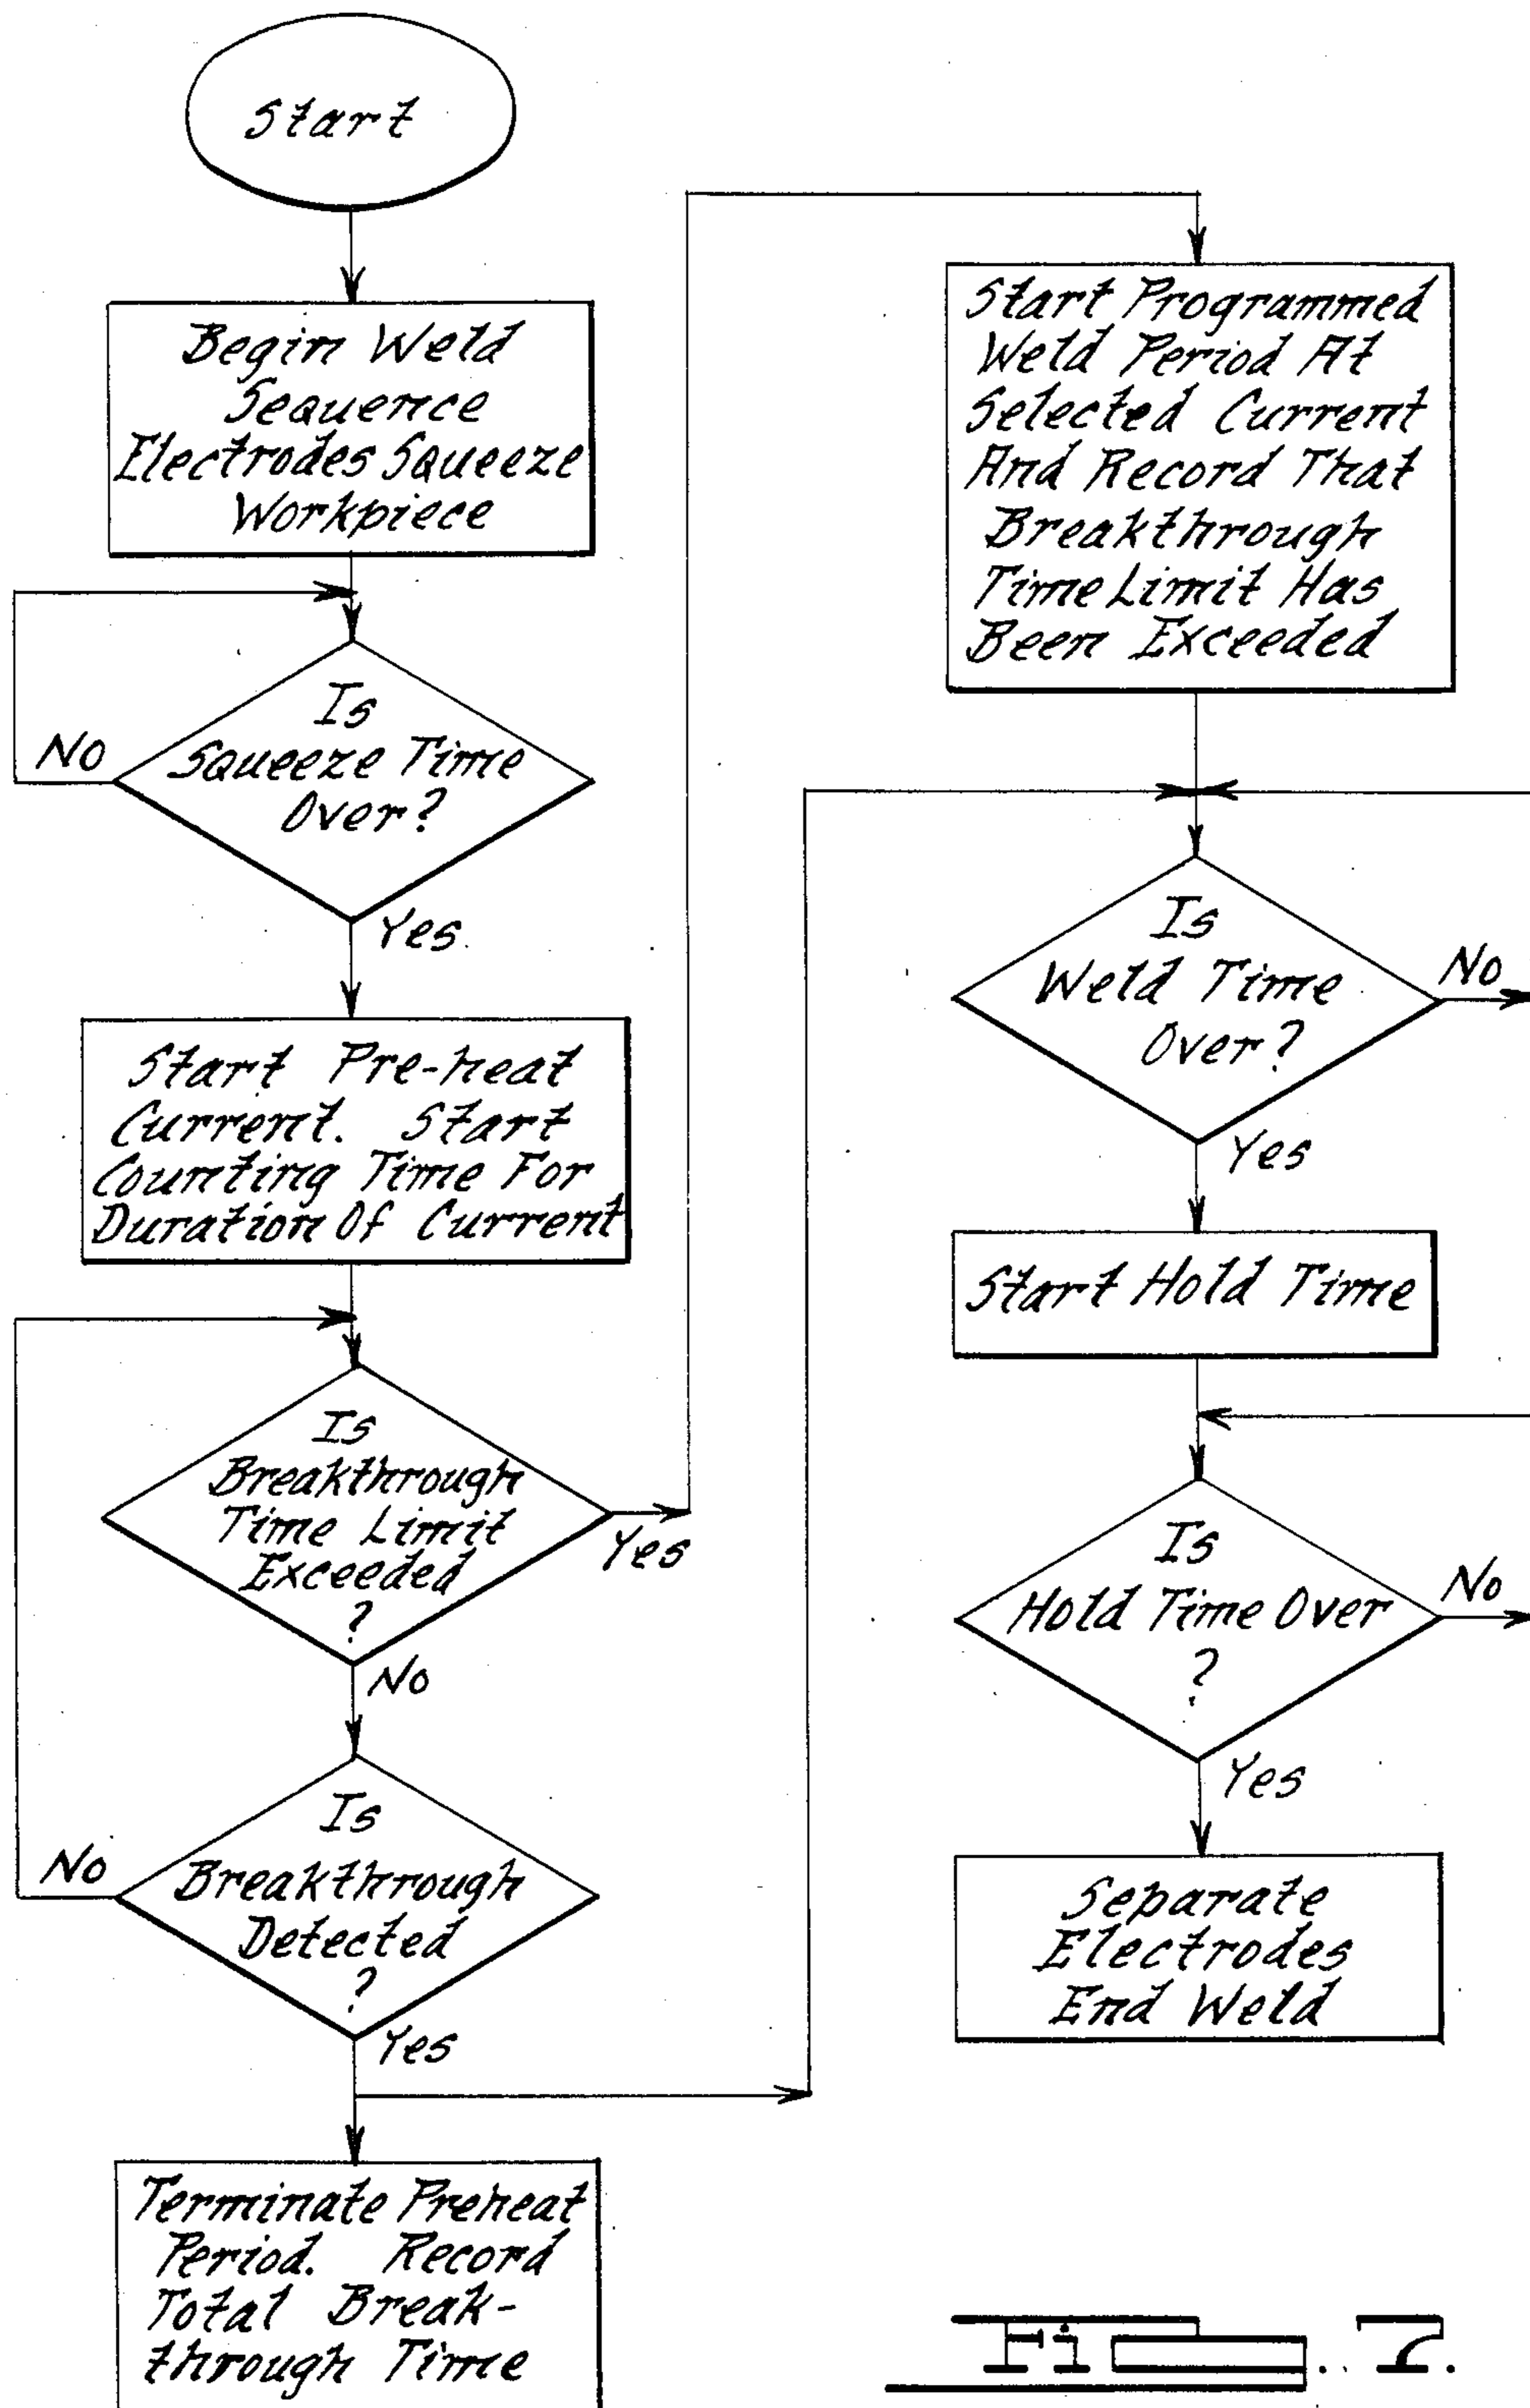 Start
Begin Weld
Sequence
Electrodes Squeeze
Workpiece
Is
Squeeze Time
Over?
No
Yes
Start Pre-heat
Current. Start
Counting Time For
Duration Of Current
Is
Breakthrough
Time Limit
Exceeded
?
Yes
No
Is
Breakthrough
Detected
?
No
Yes
Terminate Preheat
Period. Record
Total Break-
through Time
Start Programmed
Weld Period At
Selected Current
And Record That
Breakthrough
Time Limit Has
Been Exceeded
Is
Weld Time
Over?
No
Yes
Start Hold Time
Is
Hold Time Over
?
No
Yes
Separate
Electrodes
End Weld
Fig. 7.